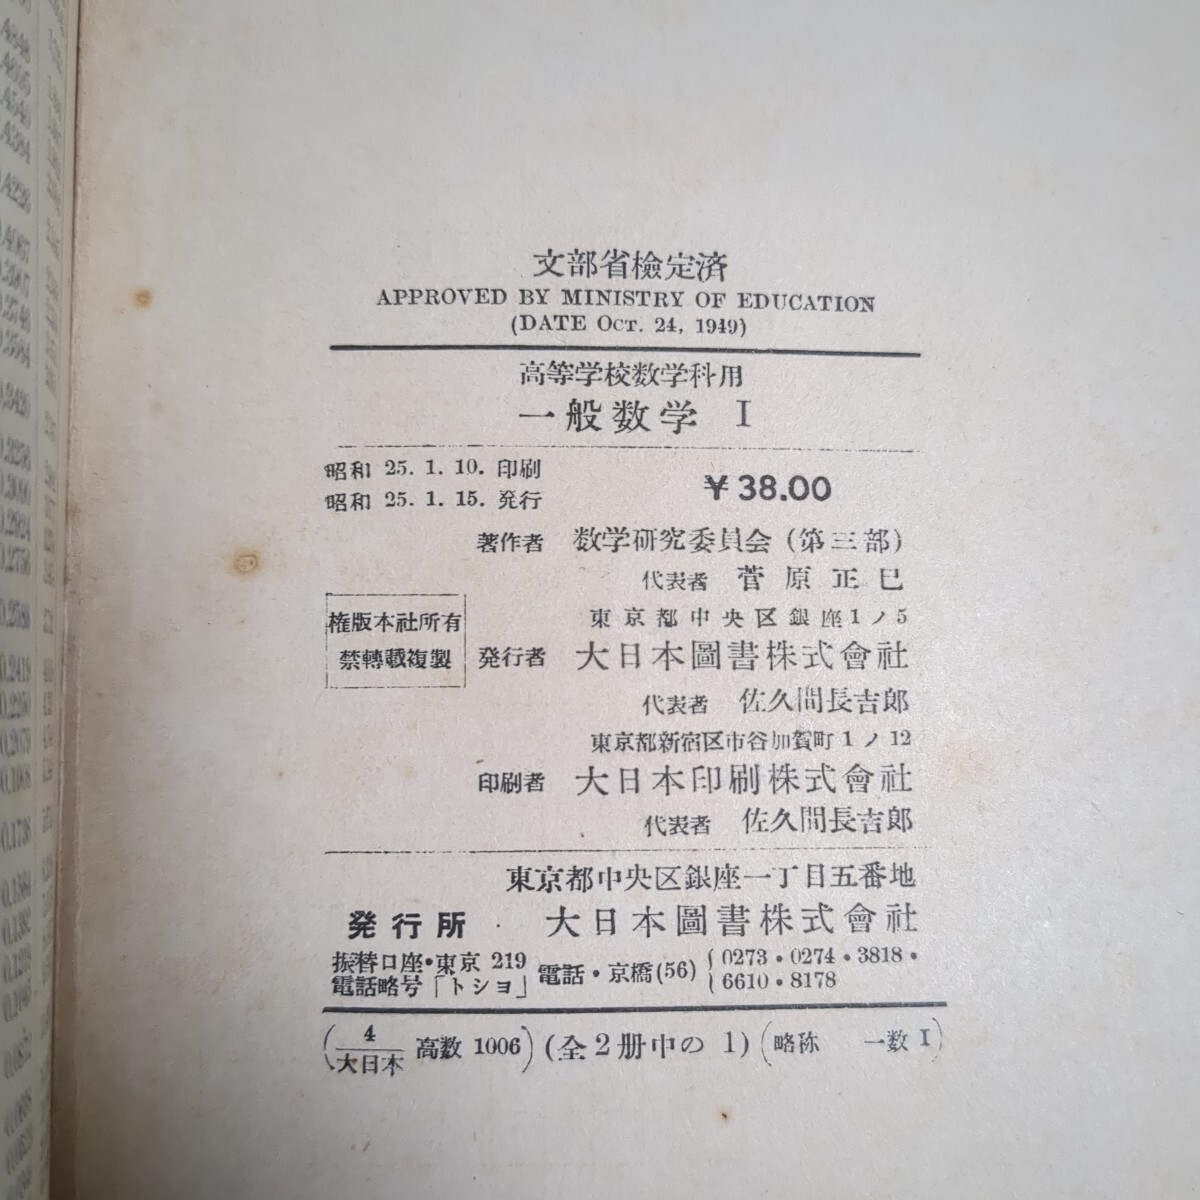 文部省檢定済
APPROVED BY MINISTRY OF EDUCATION
(DATE OCT. 24, 1949)
高等学校数学科用
一般数学 I
昭和 25. 1. 10. 印刷
昭和 25. 1. 15. 発行
¥38.00
著作者 数学研究委員会 (第三部)
代表者 菅原正巳
権版本社所有
禁轉載複製
東京都中央区銀座1ノ5
発行者 大日本圖書株式會社
代表者 佐久間長吉郎
東京都新宿区市谷加賀町1ノ12
印刷者 大日本印刷株式會社
代表者 佐久間長吉郎
東京都中央区銀座一丁目五番地
発行所 大日本圖書株式會社
振替口座・東京 219
電話略号「トシヨ」
電話・京橋(56) {0273・0274・3818・
6610・8178
(4/大日本 高数 1006) (全2册中の 1) (略称 一数 I)